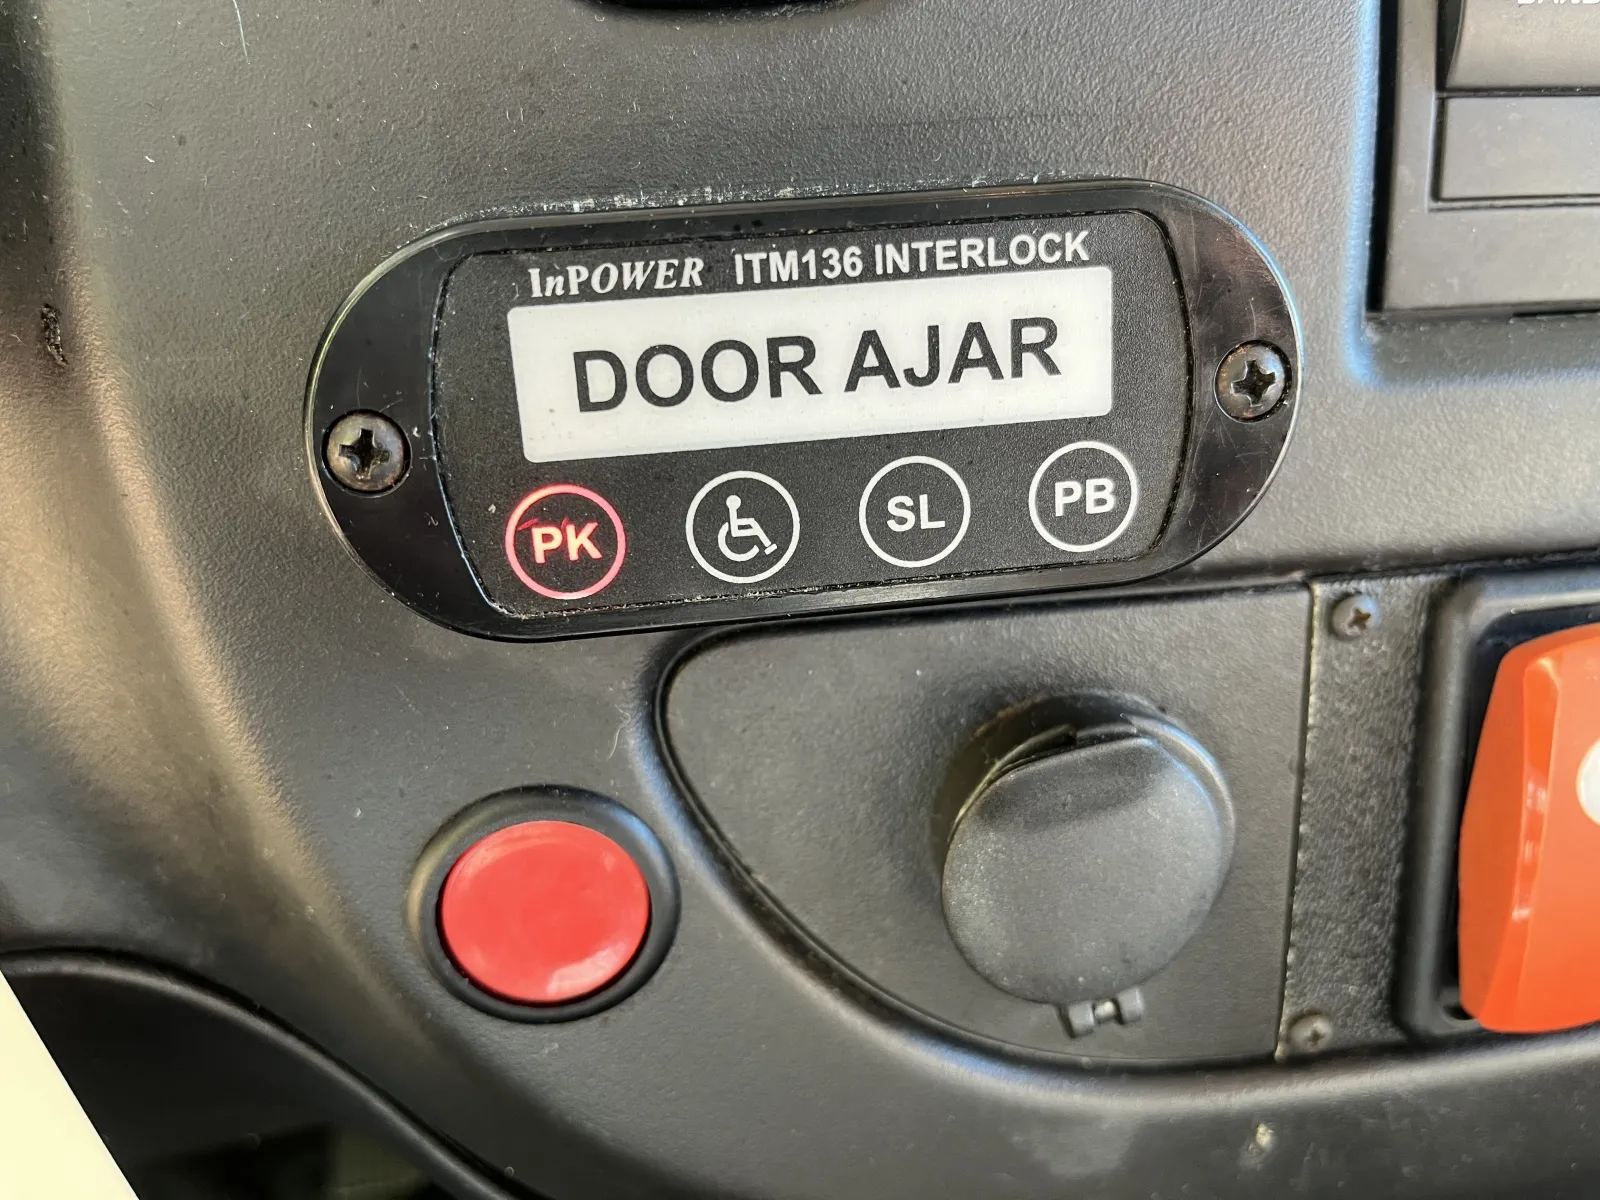 InPOWER ITM136 INTERLOCK
DOOR AJAR
PK SL PB